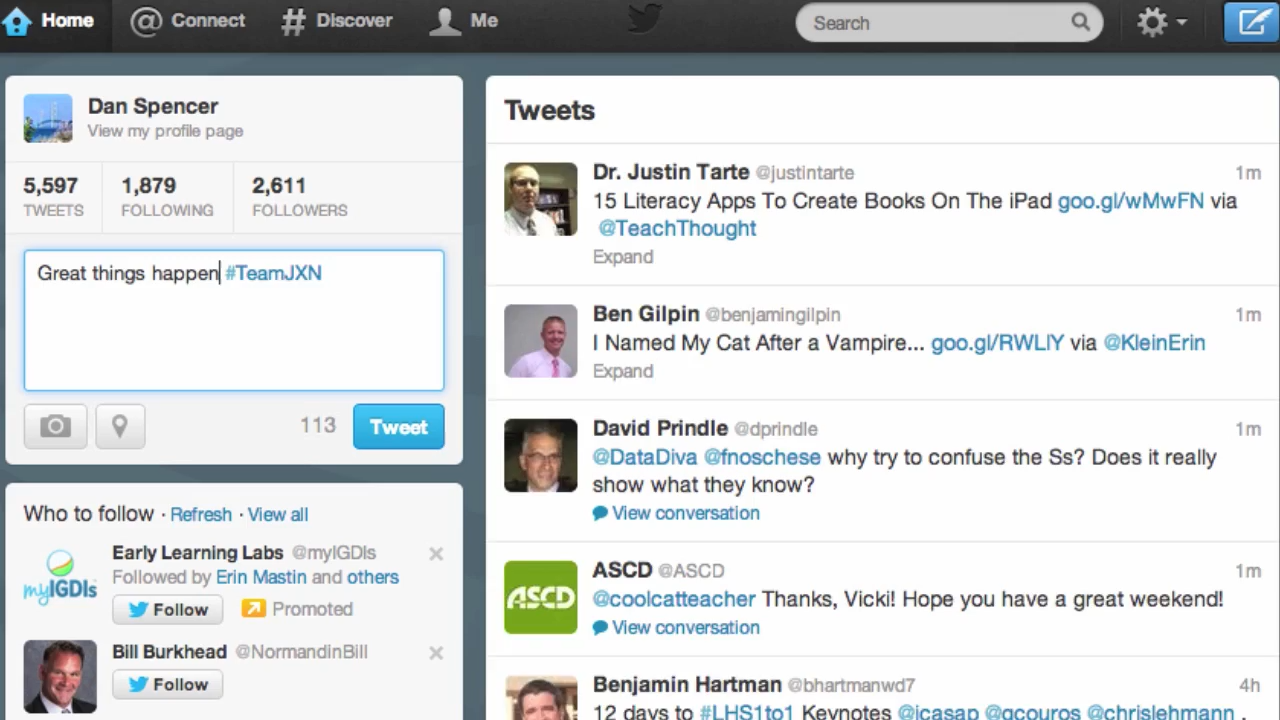 Home
Connect
Discover
Me
Search
Dan Spencer
View my profile page
5,597
TWEETS
1,879
FOLLOWING
2,611
FOLLOWERS
Great things happen #TeamJXN
113
Tweet
Who to follow · Refresh · View all
Early Learning Labs @myIGDIs
Followed by Erin Mastin and others
Follow
Promoted
myIGDIs
Bill Burkhead @NormandinBill
Follow
Tweets
Dr. Justin Tarte @justintarte 1m
15 Literacy Apps To Create Books On The iPad goo.gl/wMwFN via
@TeachThought
Expand
Ben Gilpin @benjamingilpin 1m
I Named My Cat After a Vampire... goo.gl/RWLlY via @KleinErin
Expand
David Prindle @dprindle 1m
@DataDiva @fnoschese why try to confuse the Ss? Does it really
show what they know?
View conversation
ASCD
ASCD @ASCD 1m
@coolcatteacher Thanks, Vicki! Hope you have a great weekend!
View conversation
Benjamin Hartman @bhartmanwd7 4h
12 days to #LHS1to1 Keynotes @jcasap @gcouros @chrislehmann .